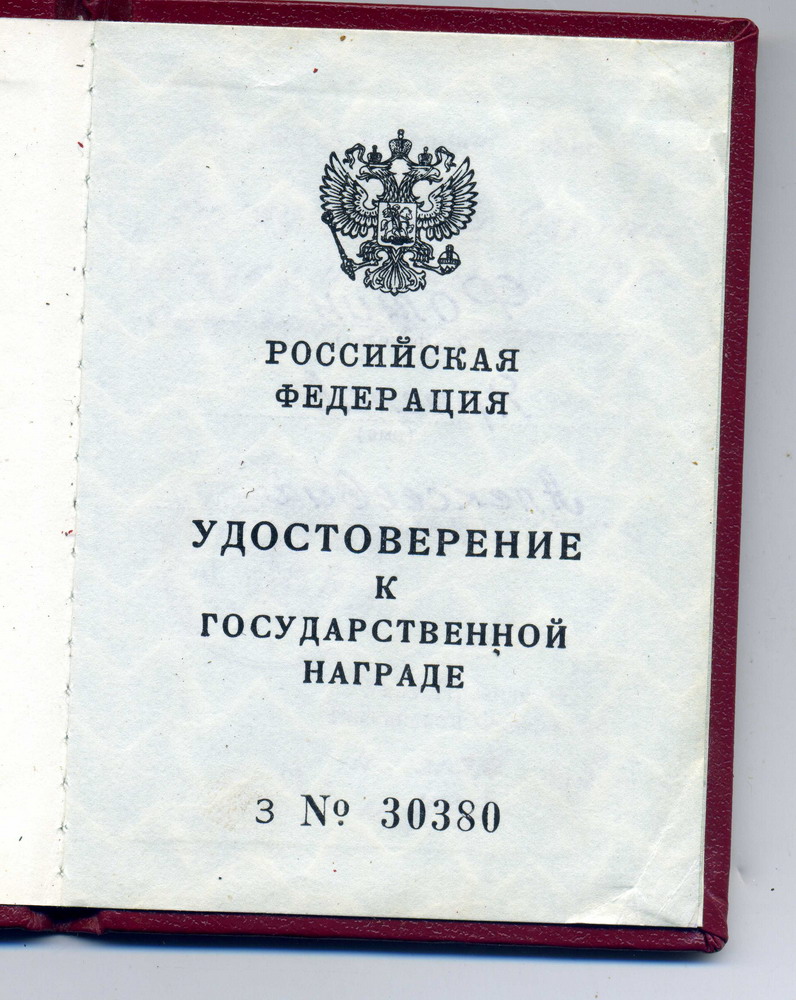 РОССИЙСКАЯ
ФЕДЕРАЦИЯ
УДОСТОВЕРЕНИЕ
К
ГОСУДАРСТВЕННОЙ
НАГРАДЕ
З № 30380